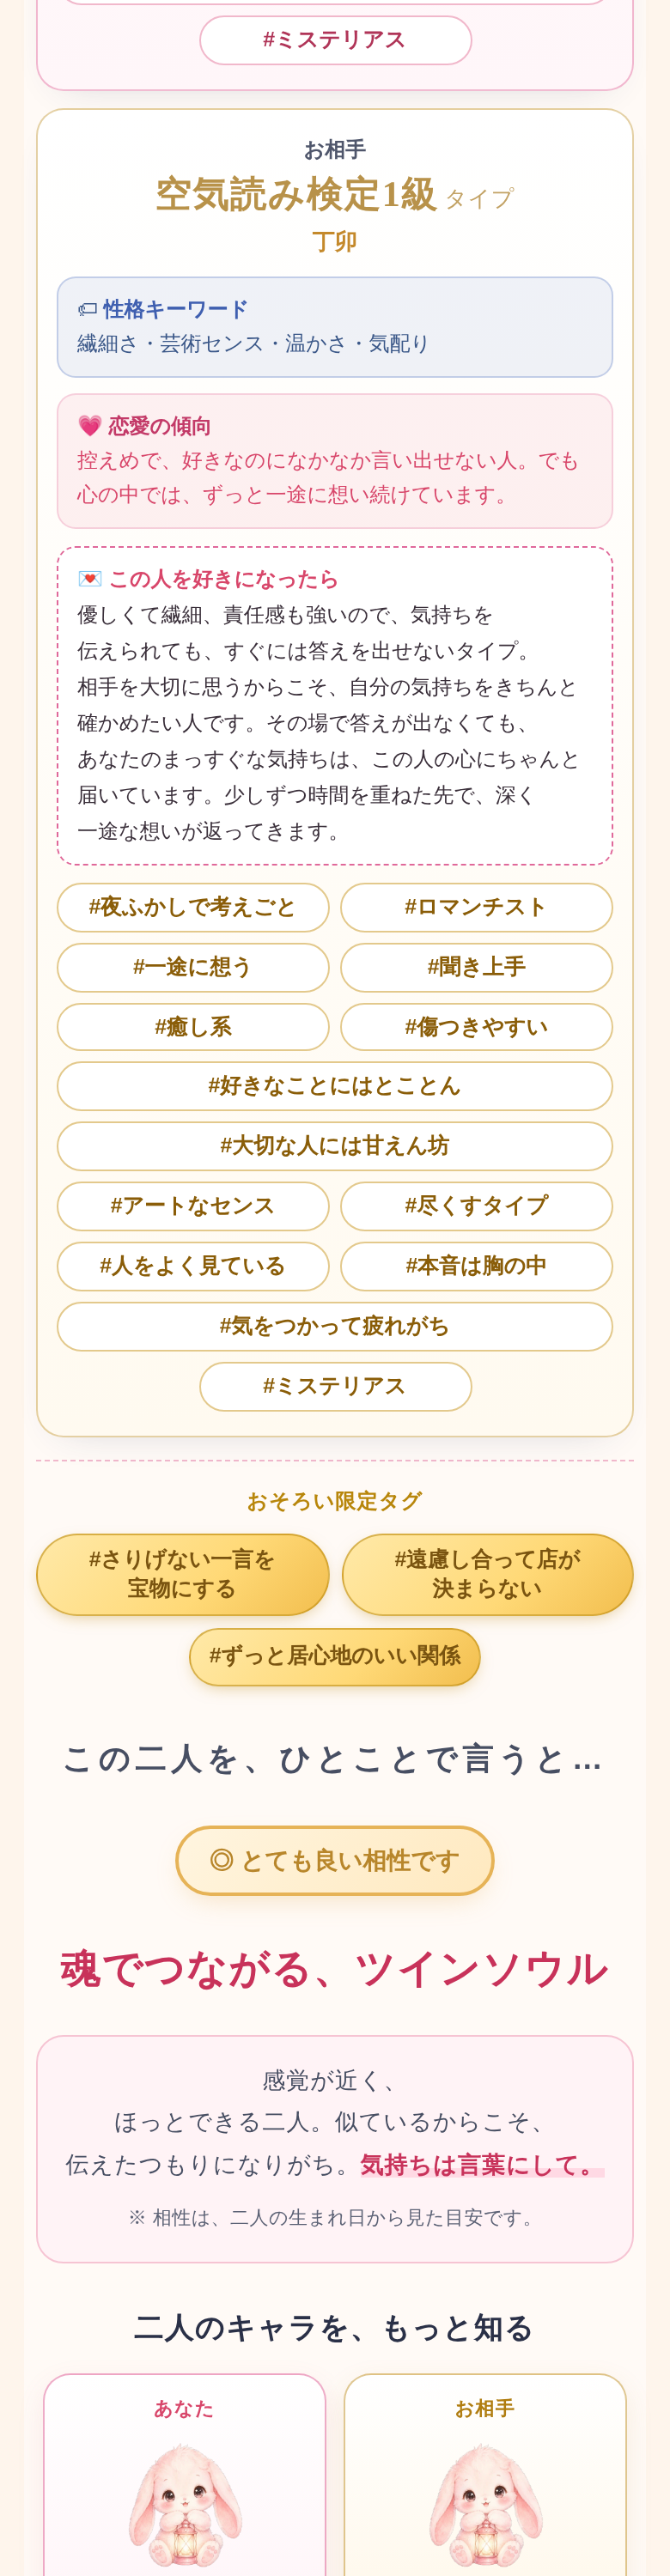 #ミステリアス
お相手
空気読み検定1級 タイプ
丁卯
🏷 性格キーワード
繊細さ・芸術センス・温かさ・気配り
💗 恋愛の傾向
控えめで、好きなのになかなか言い出せない人。でも
心の中では、ずっと一途に想い続けています。
💌 この人を好きになったら
優しくて繊細、責任感も強いので、気持ちを
伝えられても、すぐには答えを出せないタイプ。
相手を大切に思うからこそ、自分の気持ちをきちんと
確かめたい人です。その場で答えが出なくても、
あなたのまっすぐな気持ちは、この人の心にちゃんと
届いています。少しずつ時間を重ねた先で、深く
一途な想いが返ってきます。
#夜ふかしで考えごと
#ロマンチスト
#一途に想う
#聞き上手
#癒し系
#傷つきやすい
#好きなことにはとことん
#大切な人には甘えん坊
#アートなセンス
#尽くすタイプ
#人をよく見ている
#本音は胸の中
#気をつかって疲れがち
#ミステリアス
おそろい限定タグ
#さりげない一言を
宝物にする
#遠慮し合って店が
決まらない
#ずっと居心地のいい関係
この二人を、ひとことで言うと…
◎ とても良い相性です
魂でつながる、ツインソウル
感覚が近く、
ほっとできる二人。似ているからこそ、
伝えたつもりになりがち。気持ちは言葉にして。
※ 相性は、二人の生まれ日から見た目安です。
二人のキャラを、もっと知る
あなた
お相手